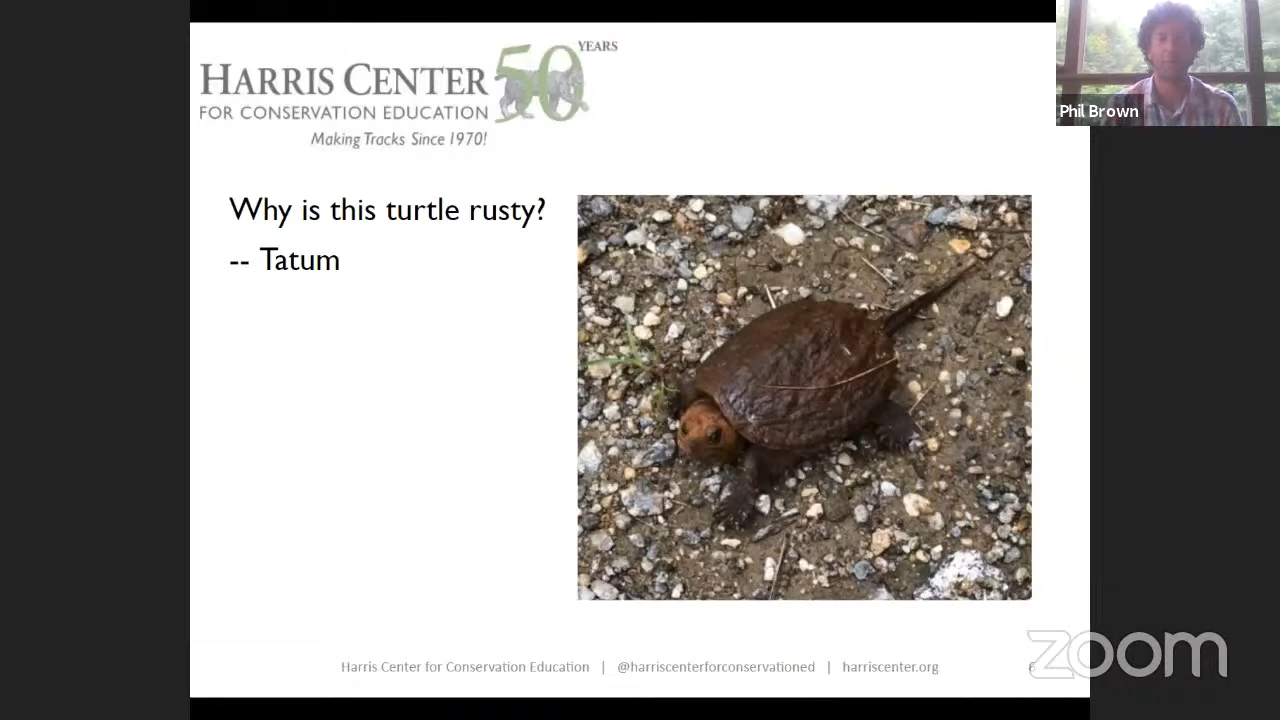 HARRIS CENTER 50 YEARS
FOR CONSERVATION EDUCATION
Making Tracks Since 1970!
Phil Brown
Why is this turtle rusty?
-- Tatum
Harris Center for Conservation Education | @harriscenterforconservationed | harriscenter.org
6
zoom